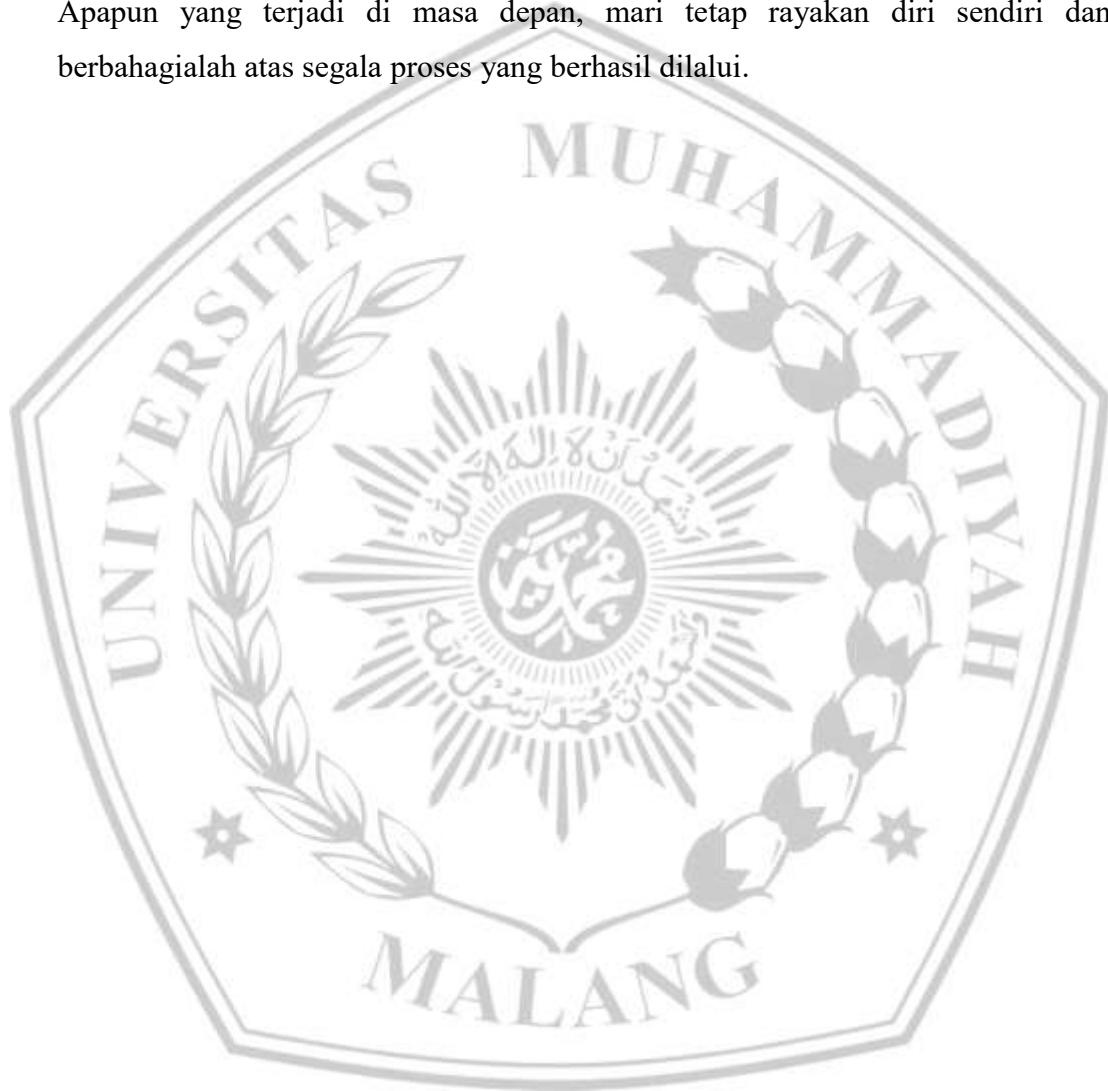 Apapun yang terjadi di masa depan, mari tetap rayakan diri sendiri dan
berbahagialah atas segala proses yang berhasil dilalui.
UNIVERSITAS MUHAMMADIYAH
MALANG